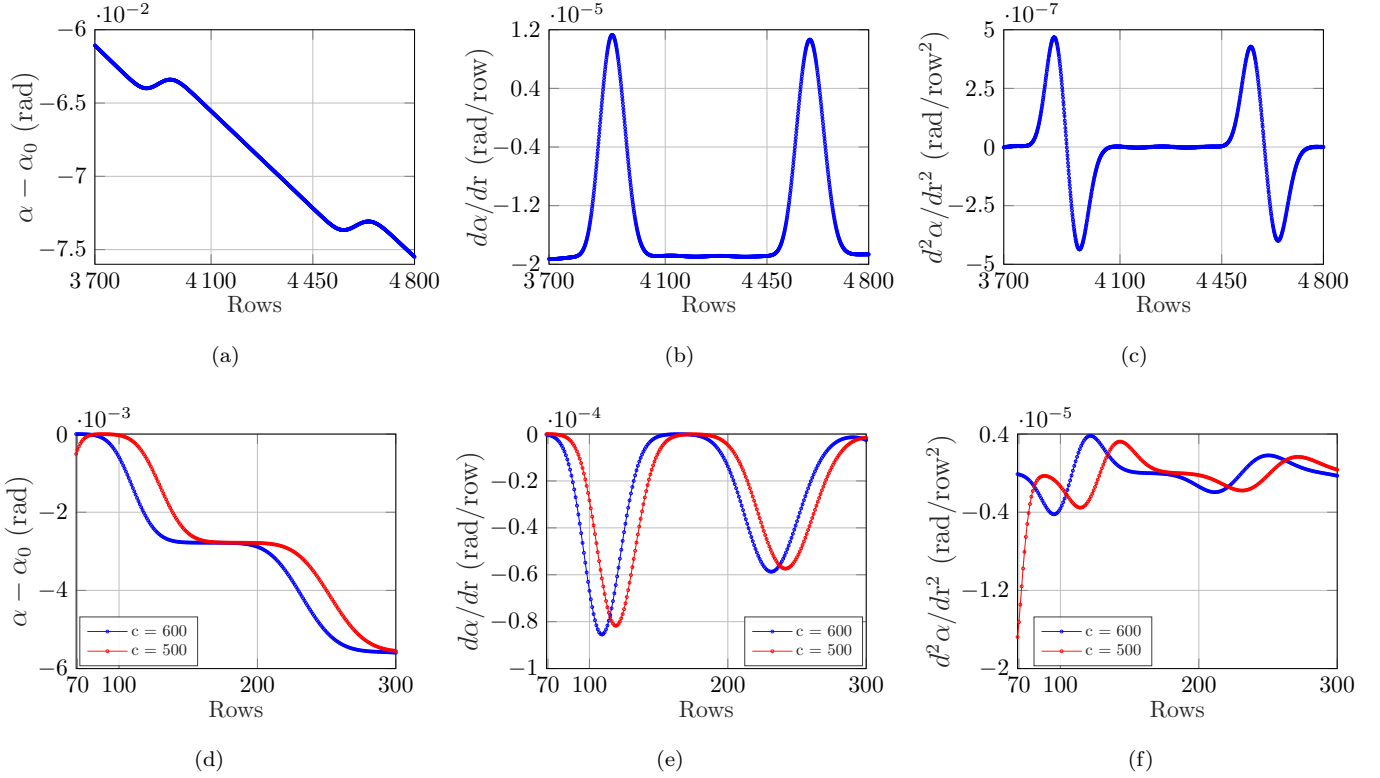 ·10⁻²
−6
−6.5
−7
−7.5
α − α₀ (rad)
3 700
4 100
4 450
4 800
Rows
(a)
·10⁻⁵
1.2
0.4
−0.4
−1.2
−2
dα/dr (rad/row)
3 700
4 100
4 450
4 800
Rows
(b)
·10⁻⁷
5
2.5
0
−2.5
−5
d²α/dr² (rad/row²)
3 700
4 100
4 450
4 800
Rows
(c)
·10⁻³
0
−2
−4
−6
α − α₀ (rad)
c = 600
c = 500
70
100
200
300
Rows
(d)
·10⁻⁴
0
−0.2
−0.4
−0.6
−0.8
−1
dα/dr (rad/row)
c = 600
c = 500
70
100
200
300
Rows
(e)
·10⁻⁵
0.4
−0.4
−1.2
−2
d²α/dr² (rad/row²)
c = 600
c = 500
70
100
200
300
Rows
(f)